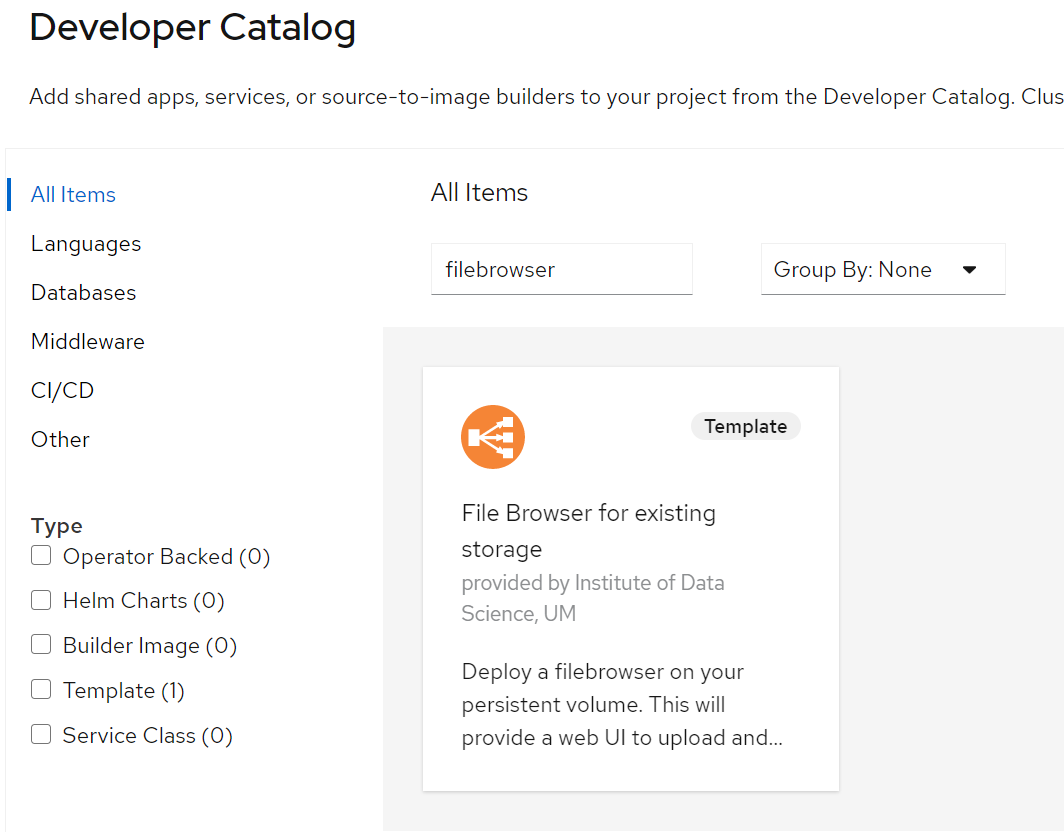 Developer Catalog
Add shared apps, services, or source-to-image builders to your project from the Developer Catalog. Clus
All Items
Languages
Databases
Middleware
CI/CD
Other
Type
Operator Backed (0)
Helm Charts (0)
Builder Image (0)
Template (1)
Service Class (0)
All Items
filebrowser
Group By: None
Template
File Browser for existing
storage
provided by Institute of Data
Science, UM
Deploy a filebrowser on your
persistent volume. This will
provide a web UI to upload and...